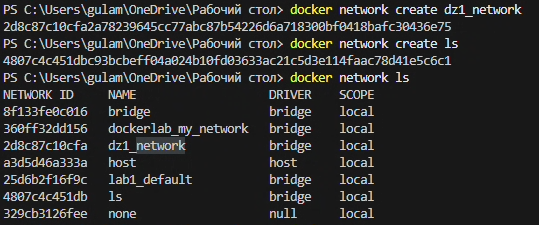 PS C:\Users\gulam\OneDrive\Рабочий стол> docker network create dz1_network
2d8c87c10cfa2a78239645cc77abc87b54226d6a718300bf0418bafc30436e75
PS C:\Users\gulam\OneDrive\Рабочий стол> docker network create ls
4807c4c451dbc93bcbeff04a024b10fd03633ac21c5d3e114faac78d41e5c6c1
PS C:\Users\gulam\OneDrive\Рабочий стол> docker network ls
NETWORK ID     NAME                   DRIVER    SCOPE
8f133fe0c016   bridge                 bridge    local
360ff32dd156   dockerlab_my_network   bridge    local
2d8c87c10cfa   dz1_network            bridge    local
a3d5d46a333a   host                   host      local
25d6b2f16f9c   lab1_default           bridge    local
4807c4c451db   ls                     bridge    local
329cb3126fee   none                   null      local